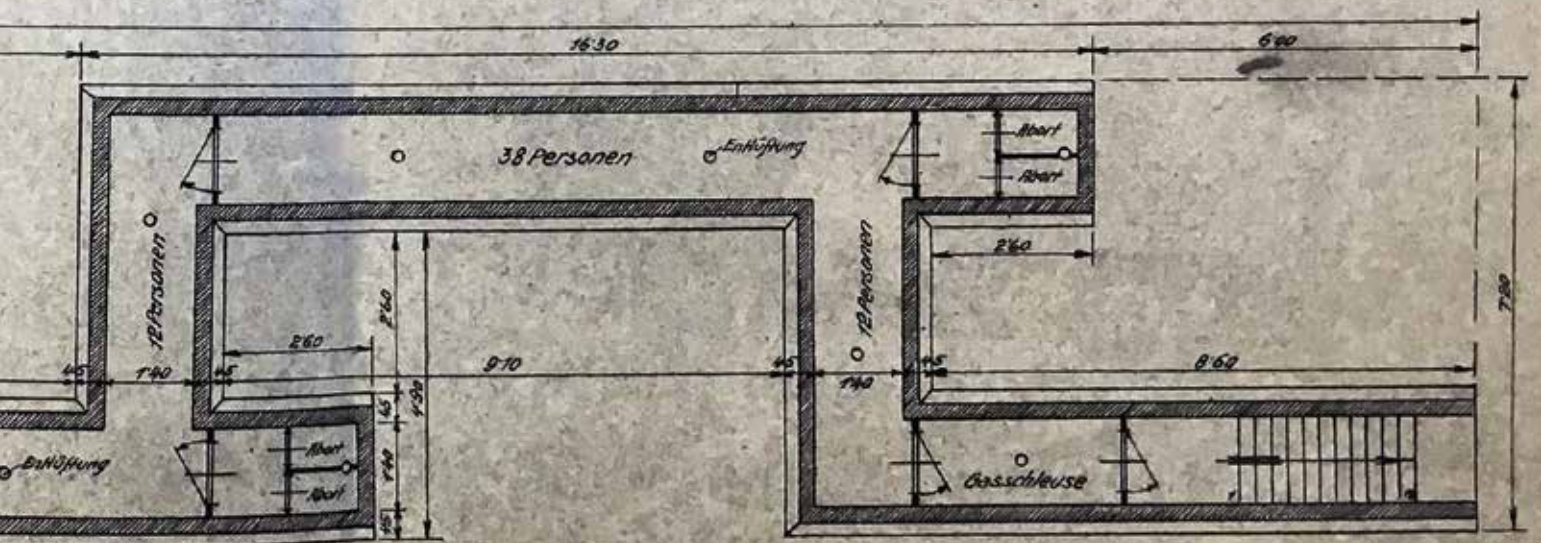 16'30
6'00
Abort
38 Personen
Entlüftung
Abort
12 Personen
12 Personen
2'60
7'20
2'60
2'60
4'90
45
1'40
45
9'10
45
1'40
45
8'60
45
Abort
Entlüftung
1'40
Abort
Gasschleuse
45